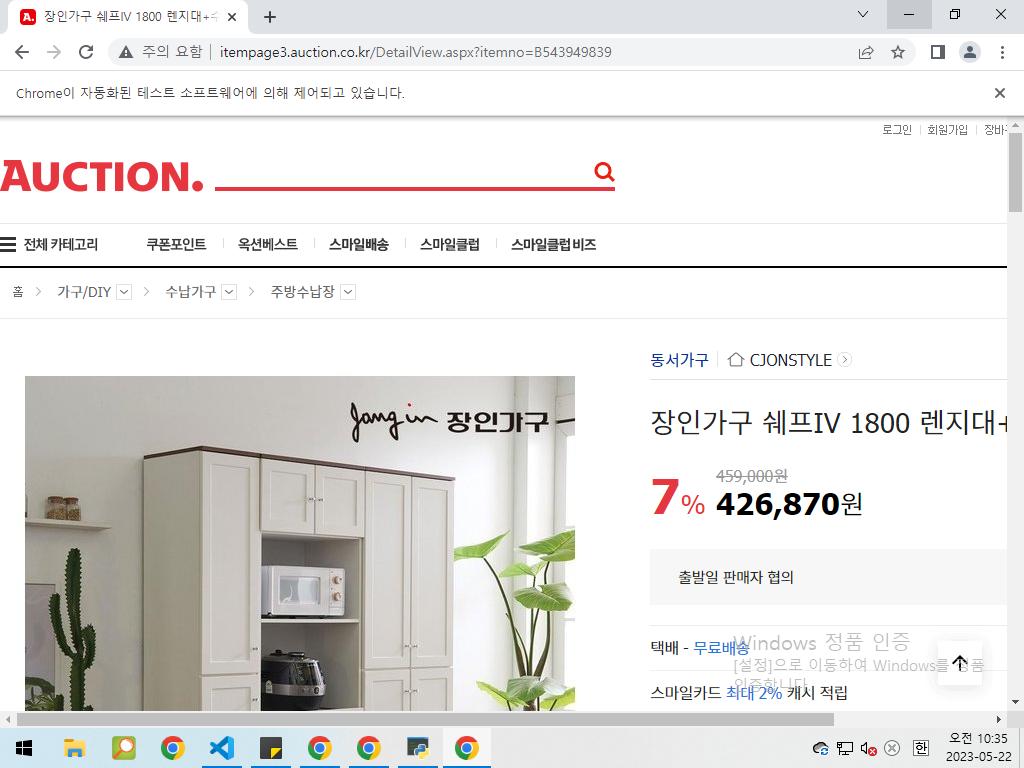 장인가구 쉐프IV 1800 렌지대+수
주의 요함
itempage3.auction.co.kr/DetailView.aspx?itemno=B543949839
Chrome이 자동화된 테스트 소프트웨어에 의해 제어되고 있습니다.
로그인 회원가입 장바구
AUCTION.
전체 카테고리 쿠폰포인트 옥션베스트 스마일배송 스마일클럽 스마일클럽 비즈
홈 가구/DIY 수납가구 주방수납장
동서가구 CJONSTYLE
Jang in 장인가구
장인가구 쉐프IV 1800 렌지대+
459,000원
7% 426,870원
출발일 판매자 협의
택배 - 무료배송
Windows 정품 인증
[설정]으로 이동하여 Windows를 정품 인증합니다.
스마일카드 최대 2% 캐시 적립
한
오전 10:35
2023-05-22